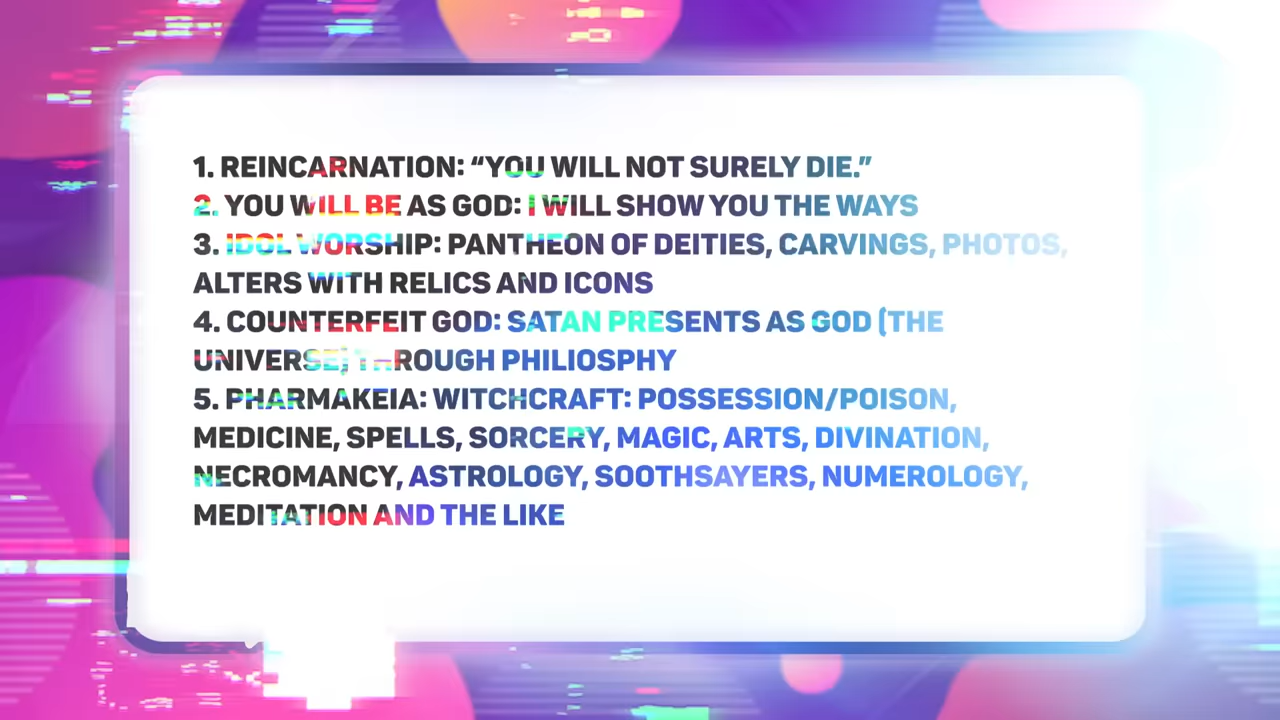 1. REINCARNATION: “YOU WILL NOT SURELY DIE.”
2. YOU WILL BE AS GOD: I WILL SHOW YOU THE WAYS
3. IDOL WORSHIP: PANTHEON OF DEITIES, CARVINGS, PHOTOS,
ALTERS WITH RELICS AND ICONS
4. COUNTERFEIT GOD: SATAN PRESENTS AS GOD (THE
UNIVERSE) THROUGH PHILIOSPHY
5. PHARMAKEIA: WITCHCRAFT: POSSESSION/POISON,
MEDICINE, SPELLS, SORCERY, MAGIC, ARTS, DIVINATION,
NECROMANCY, ASTROLOGY, SOOTHSAYERS, NUMEROLOGY,
MEDITATION AND THE LIKE